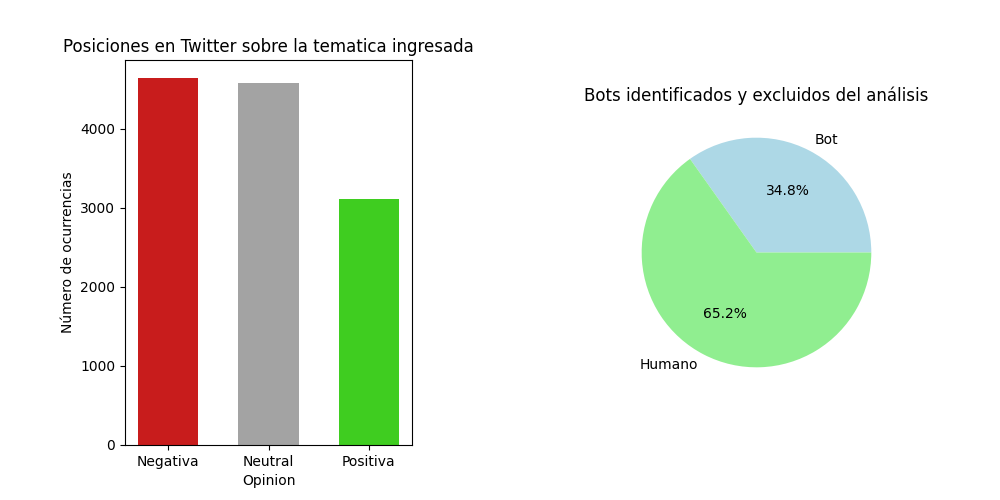 Posiciones en Twitter sobre la tematica ingresada
Número de ocurrencias
4000
3000
2000
1000
0
Negativa
Neutral
Positiva
Opinion
Bots identificados y excluidos del análisis
Bot
34.8%
65.2%
Humano